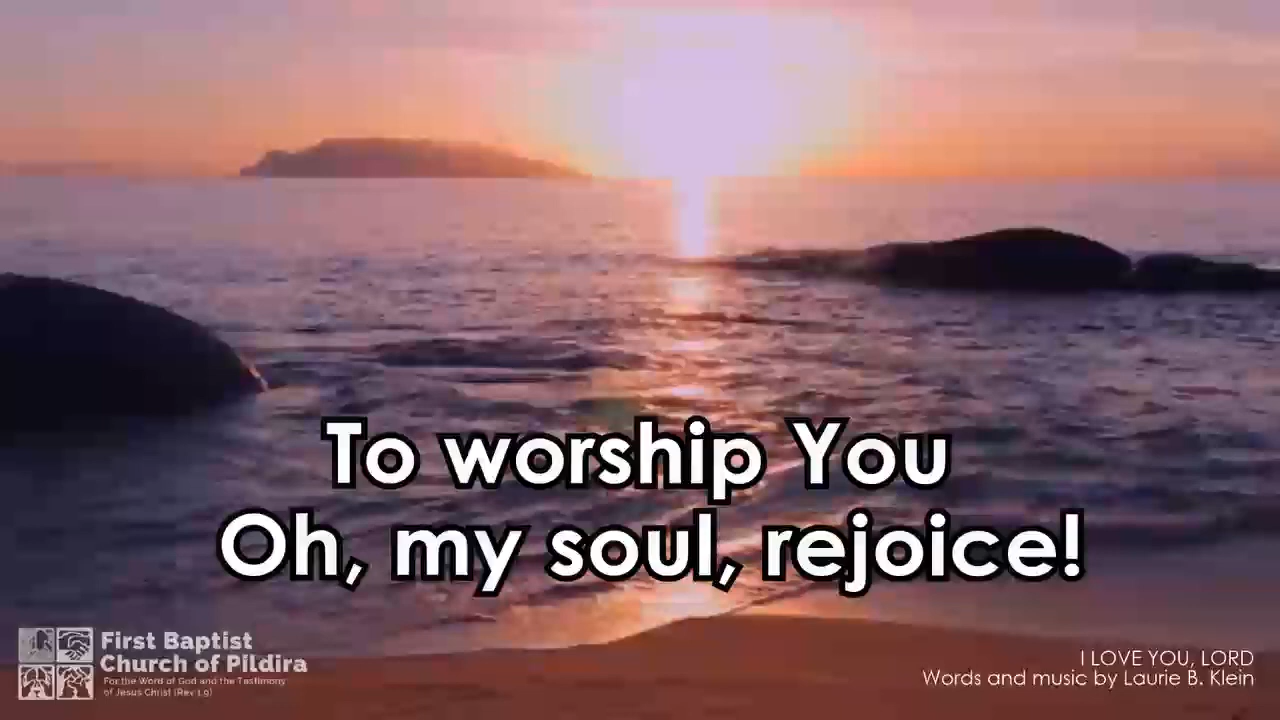 To worship You
Oh, my soul, rejoice!
First Baptist
Church of Pildira
For the Word of God and the Testimony
of Jesus Christ (Rev 1:9)
I LOVE YOU, LORD
Words and music by Laurie B. Klein